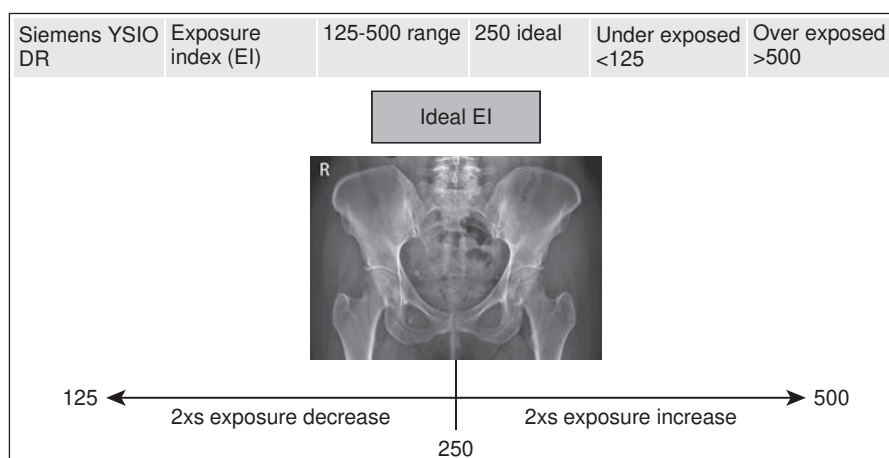 Siemens YSIO DR
Exposure index (EI)
125-500 range
250 ideal
Under exposed <125
Over exposed >500
Ideal EI
R
125
2xs exposure decrease
2xs exposure increase
500
250